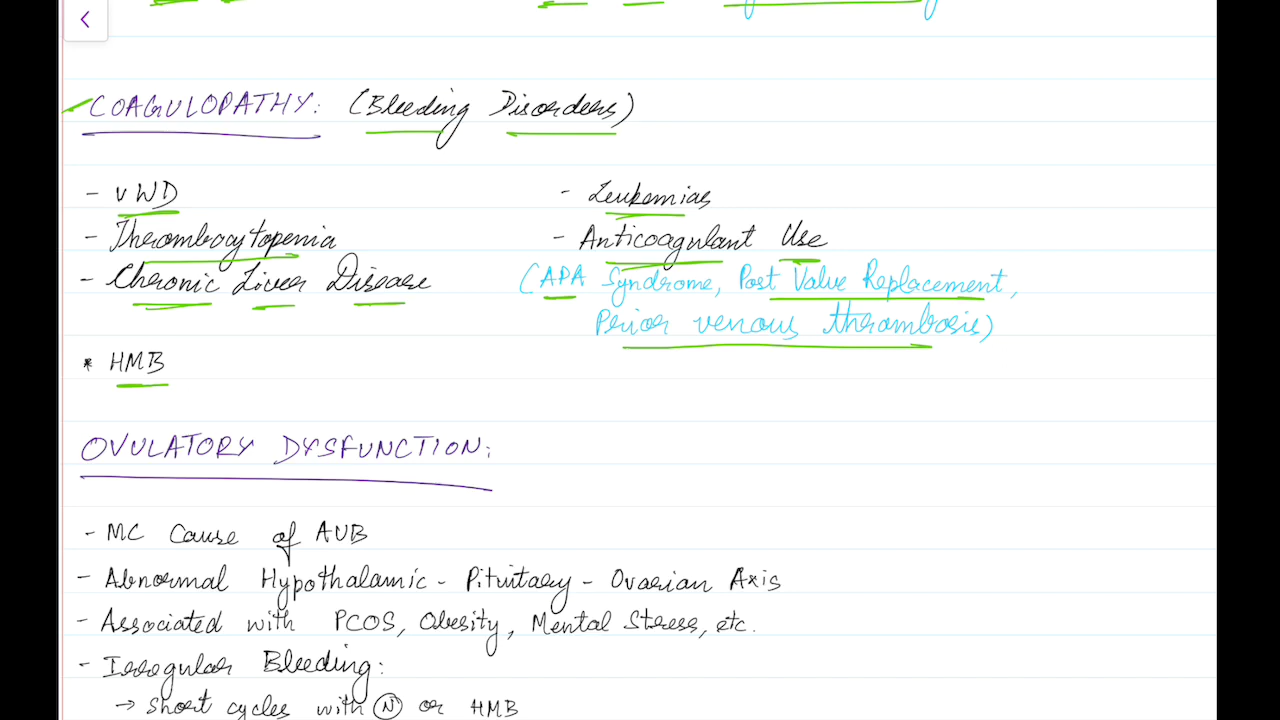 COAGULOPATHY: (Bleeding Disorders)
- vWD
- Thrombocytopenia
- Chronic Liver Disease
- Leukemias
- Anticoagulant Use
(APA Syndrome, Post Valve Replacement,
Prior venous thrombosis)
* HMB
OVULATORY DYSFUNCTION:
- MC Cause of AUB
- Abnormal Hypothalamic - Pituitary - Ovarian Axis
- Associated with PCOS, Obesity, Mental Stress, etc.
- Irregular Bleeding:
→ Short cycles with Ⓝ or HMB